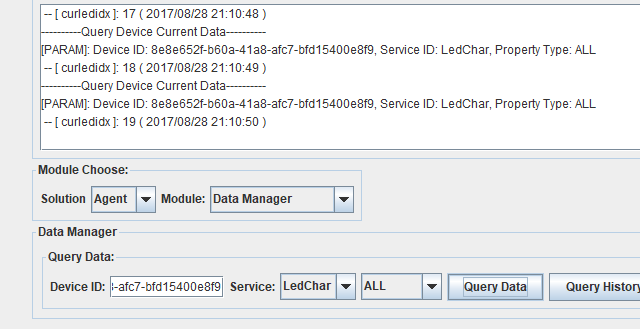 -- [ curledidx ]: 17 ( 2017/08/28 21:10:48 )
----------Query Device Current Data----------
[PARAM]: Device ID: 8e8e652f-b60a-41a8-afc7-bfd15400e8f9, Service ID: LedChar, Property Type: ALL
-- [ curledidx ]: 18 ( 2017/08/28 21:10:49 )
----------Query Device Current Data----------
[PARAM]: Device ID: 8e8e652f-b60a-41a8-afc7-bfd15400e8f9, Service ID: LedChar, Property Type: ALL
-- [ curledidx ]: 19 ( 2017/08/28 21:10:50 )
Module Choose:
Solution Agent Module: Data Manager
Data Manager
Query Data:
Device ID: -afc7-bfd15400e8f9 Service: LedChar ALL Query Data Query History